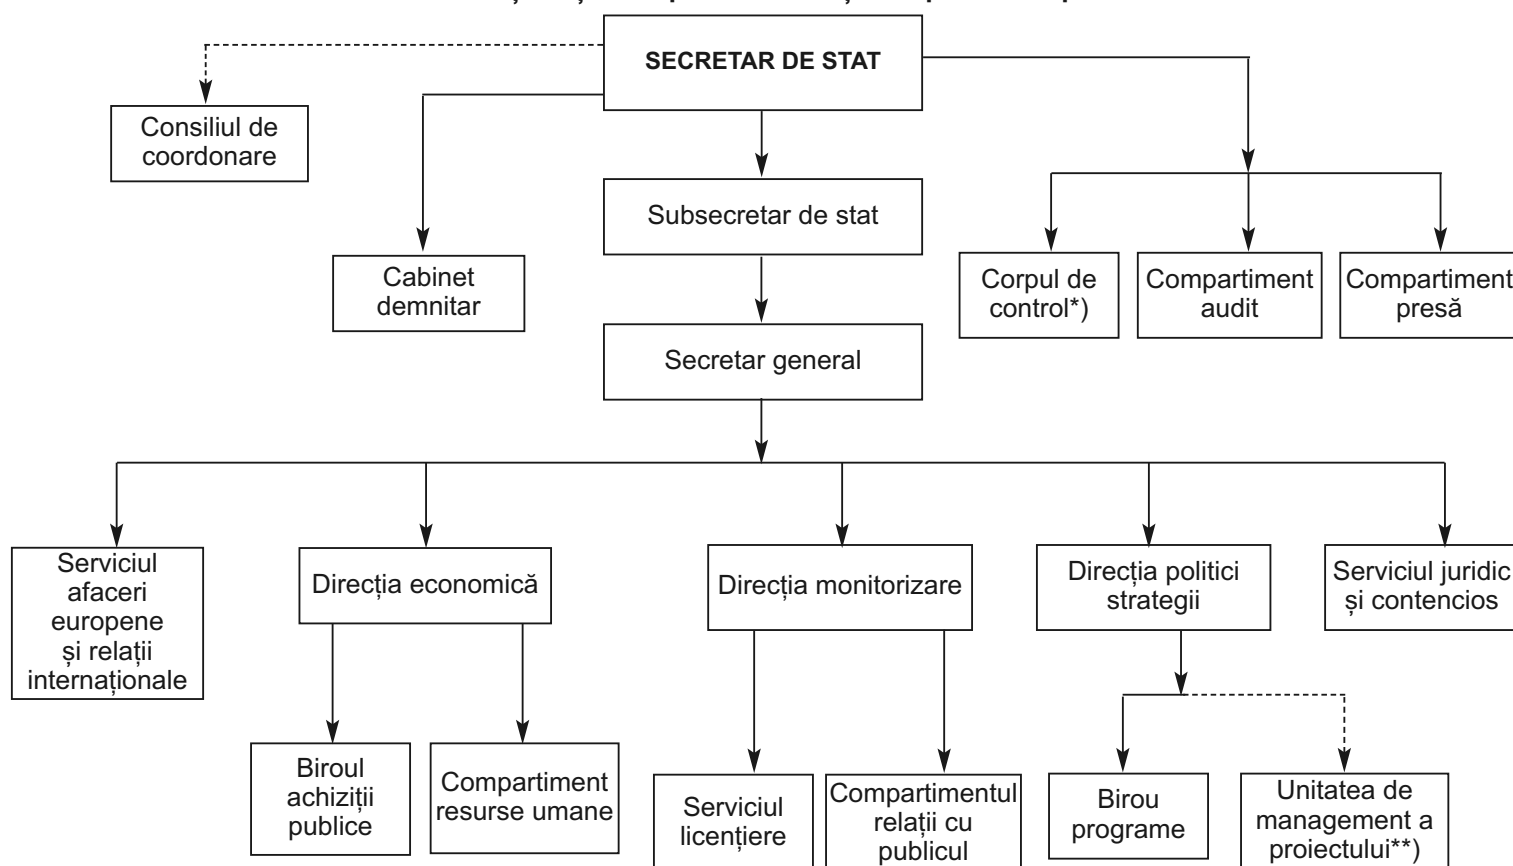 SECRETAR DE STAT
Consiliul de
coordonare
Subsecretar de stat
Cabinet
demnitar
Corpul de
control*)
Compartiment
audit
Compartiment
presă
Secretar general
Serviciul
afaceri
europene
și relații
internaționale
Direcția economică
Direcția monitorizare
Direcția politici
strategii
Serviciul juridic
și contencios
Biroul
achiziții
publice
Compartiment
resurse umane
Serviciul
licențiere
Compartimentul
relații cu
publicul
Birou
programe
Unitatea de
management a
proiectului**)